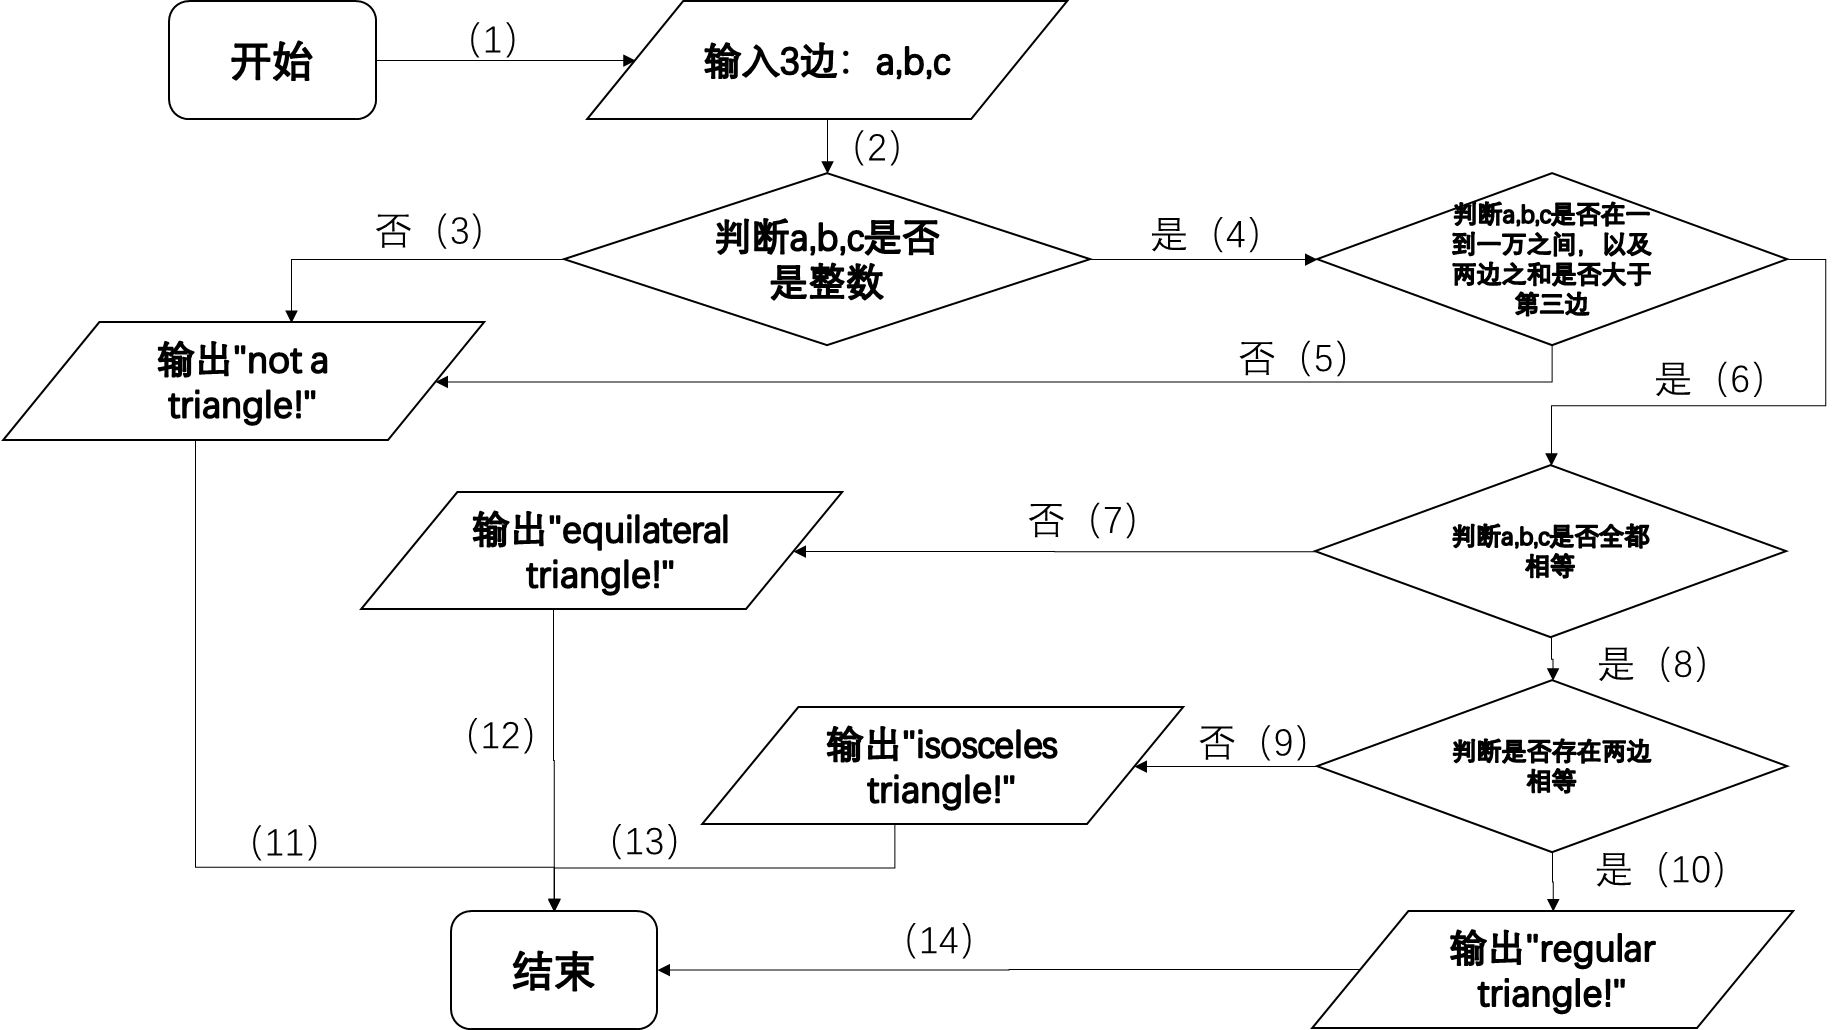 开始
(1)
输入3边：a,b,c
(2)
判断a,b,c是否
是整数
否 (3)
是 (4)
判断a,b,c是否在一
到一万之间，以及
两边之和是否大于
第三边
输出"not a
triangle!"
否 (5)
是 (6)
判断a,b,c是否全都
相等
否 (7)
输出"equilateral
triangle!"
是 (8)
判断是否存在两边
相等
否 (9)
输出"isosceles
triangle!"
(12)
(11)
(13)
是 (10)
输出"regular
triangle!"
(14)
结束